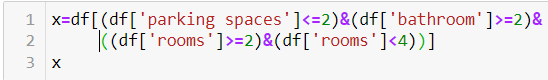 1 x=df[(df['parking spaces']<=2)&(df['bathroom']>=2)&
2 ((df['rooms']>=2)&(df['rooms']<4))]
3 x